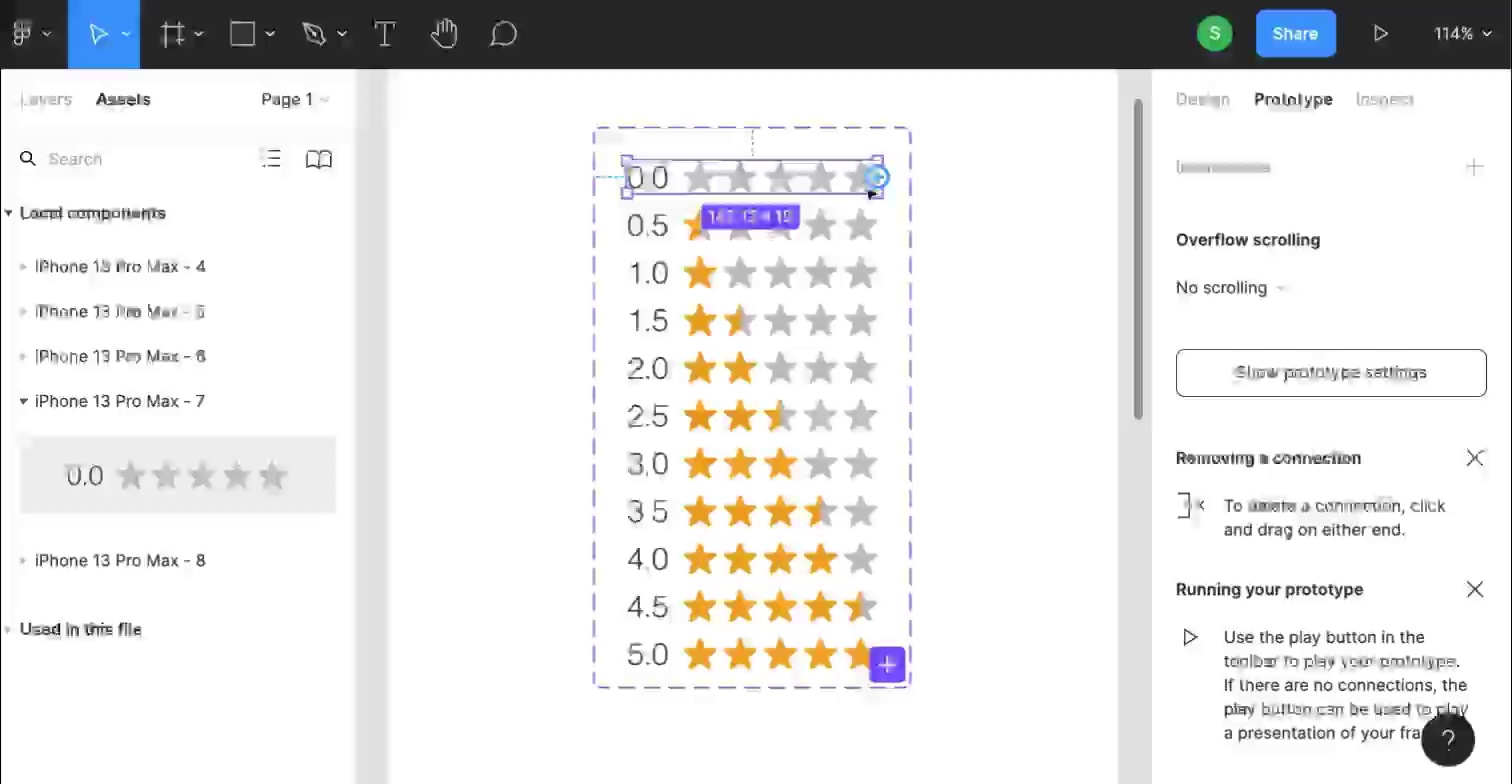 S
Share
114%
Layers
Assets
Page 1
Search
Local components
iPhone 13 Pro Max - 4
iPhone 13 Pro Max - 5
iPhone 13 Pro Max - 6
iPhone 13 Pro Max - 7
0.0
iPhone 13 Pro Max - 8
Used in this file
0.0
0.5
1.0
1.5
2.0
2.5
3.0
3.5
4.0
4.5
5.0
Design
Prototype
Inspect
Overflow scrolling
No scrolling
Show prototype settings
Removing a connection
To delete a connection, click
and drag on either end.
Running your prototype
Use the play button in the
toolbar to play your prototype.
If there are no connections, the
play button can be used to play
a presentation of your fra
?